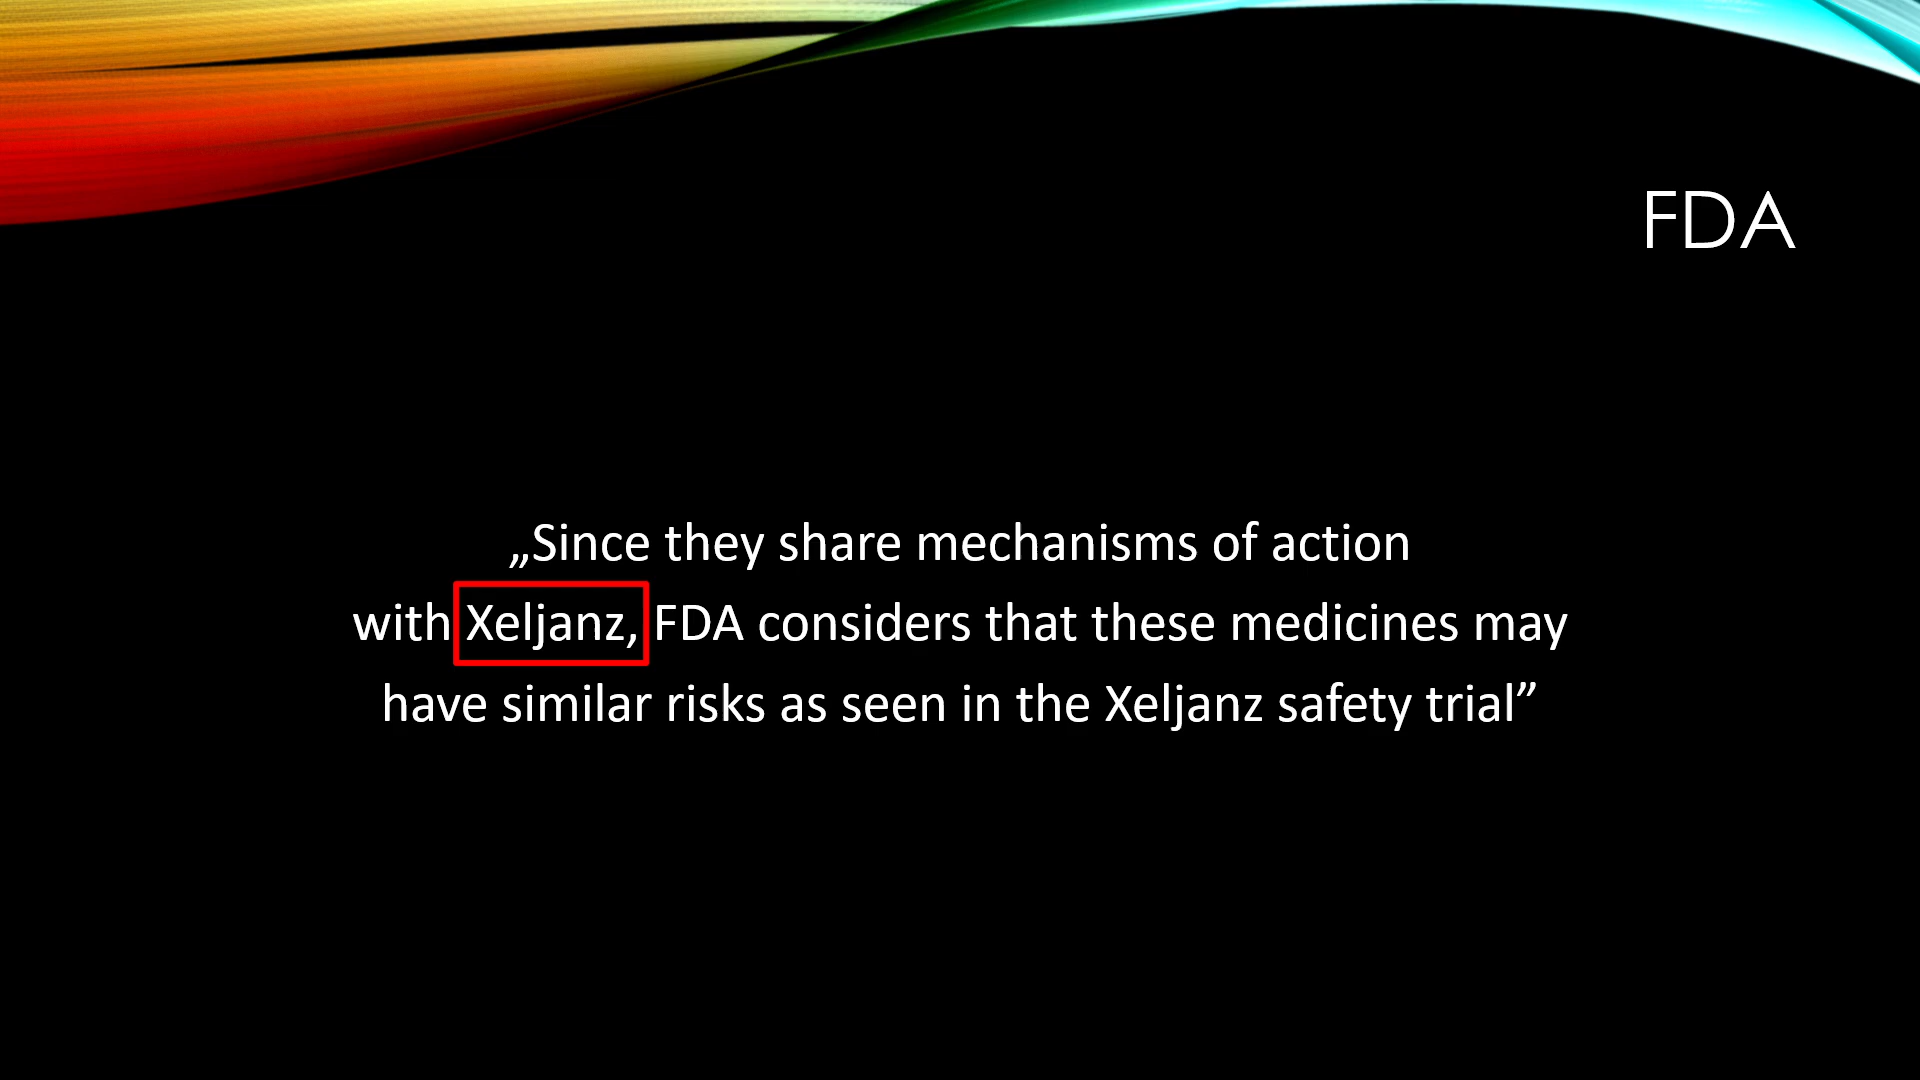 FDA
„Since they share mechanisms of action
with Xeljanz, FDA considers that these medicines may
have similar risks as seen in the Xeljanz safety trial”